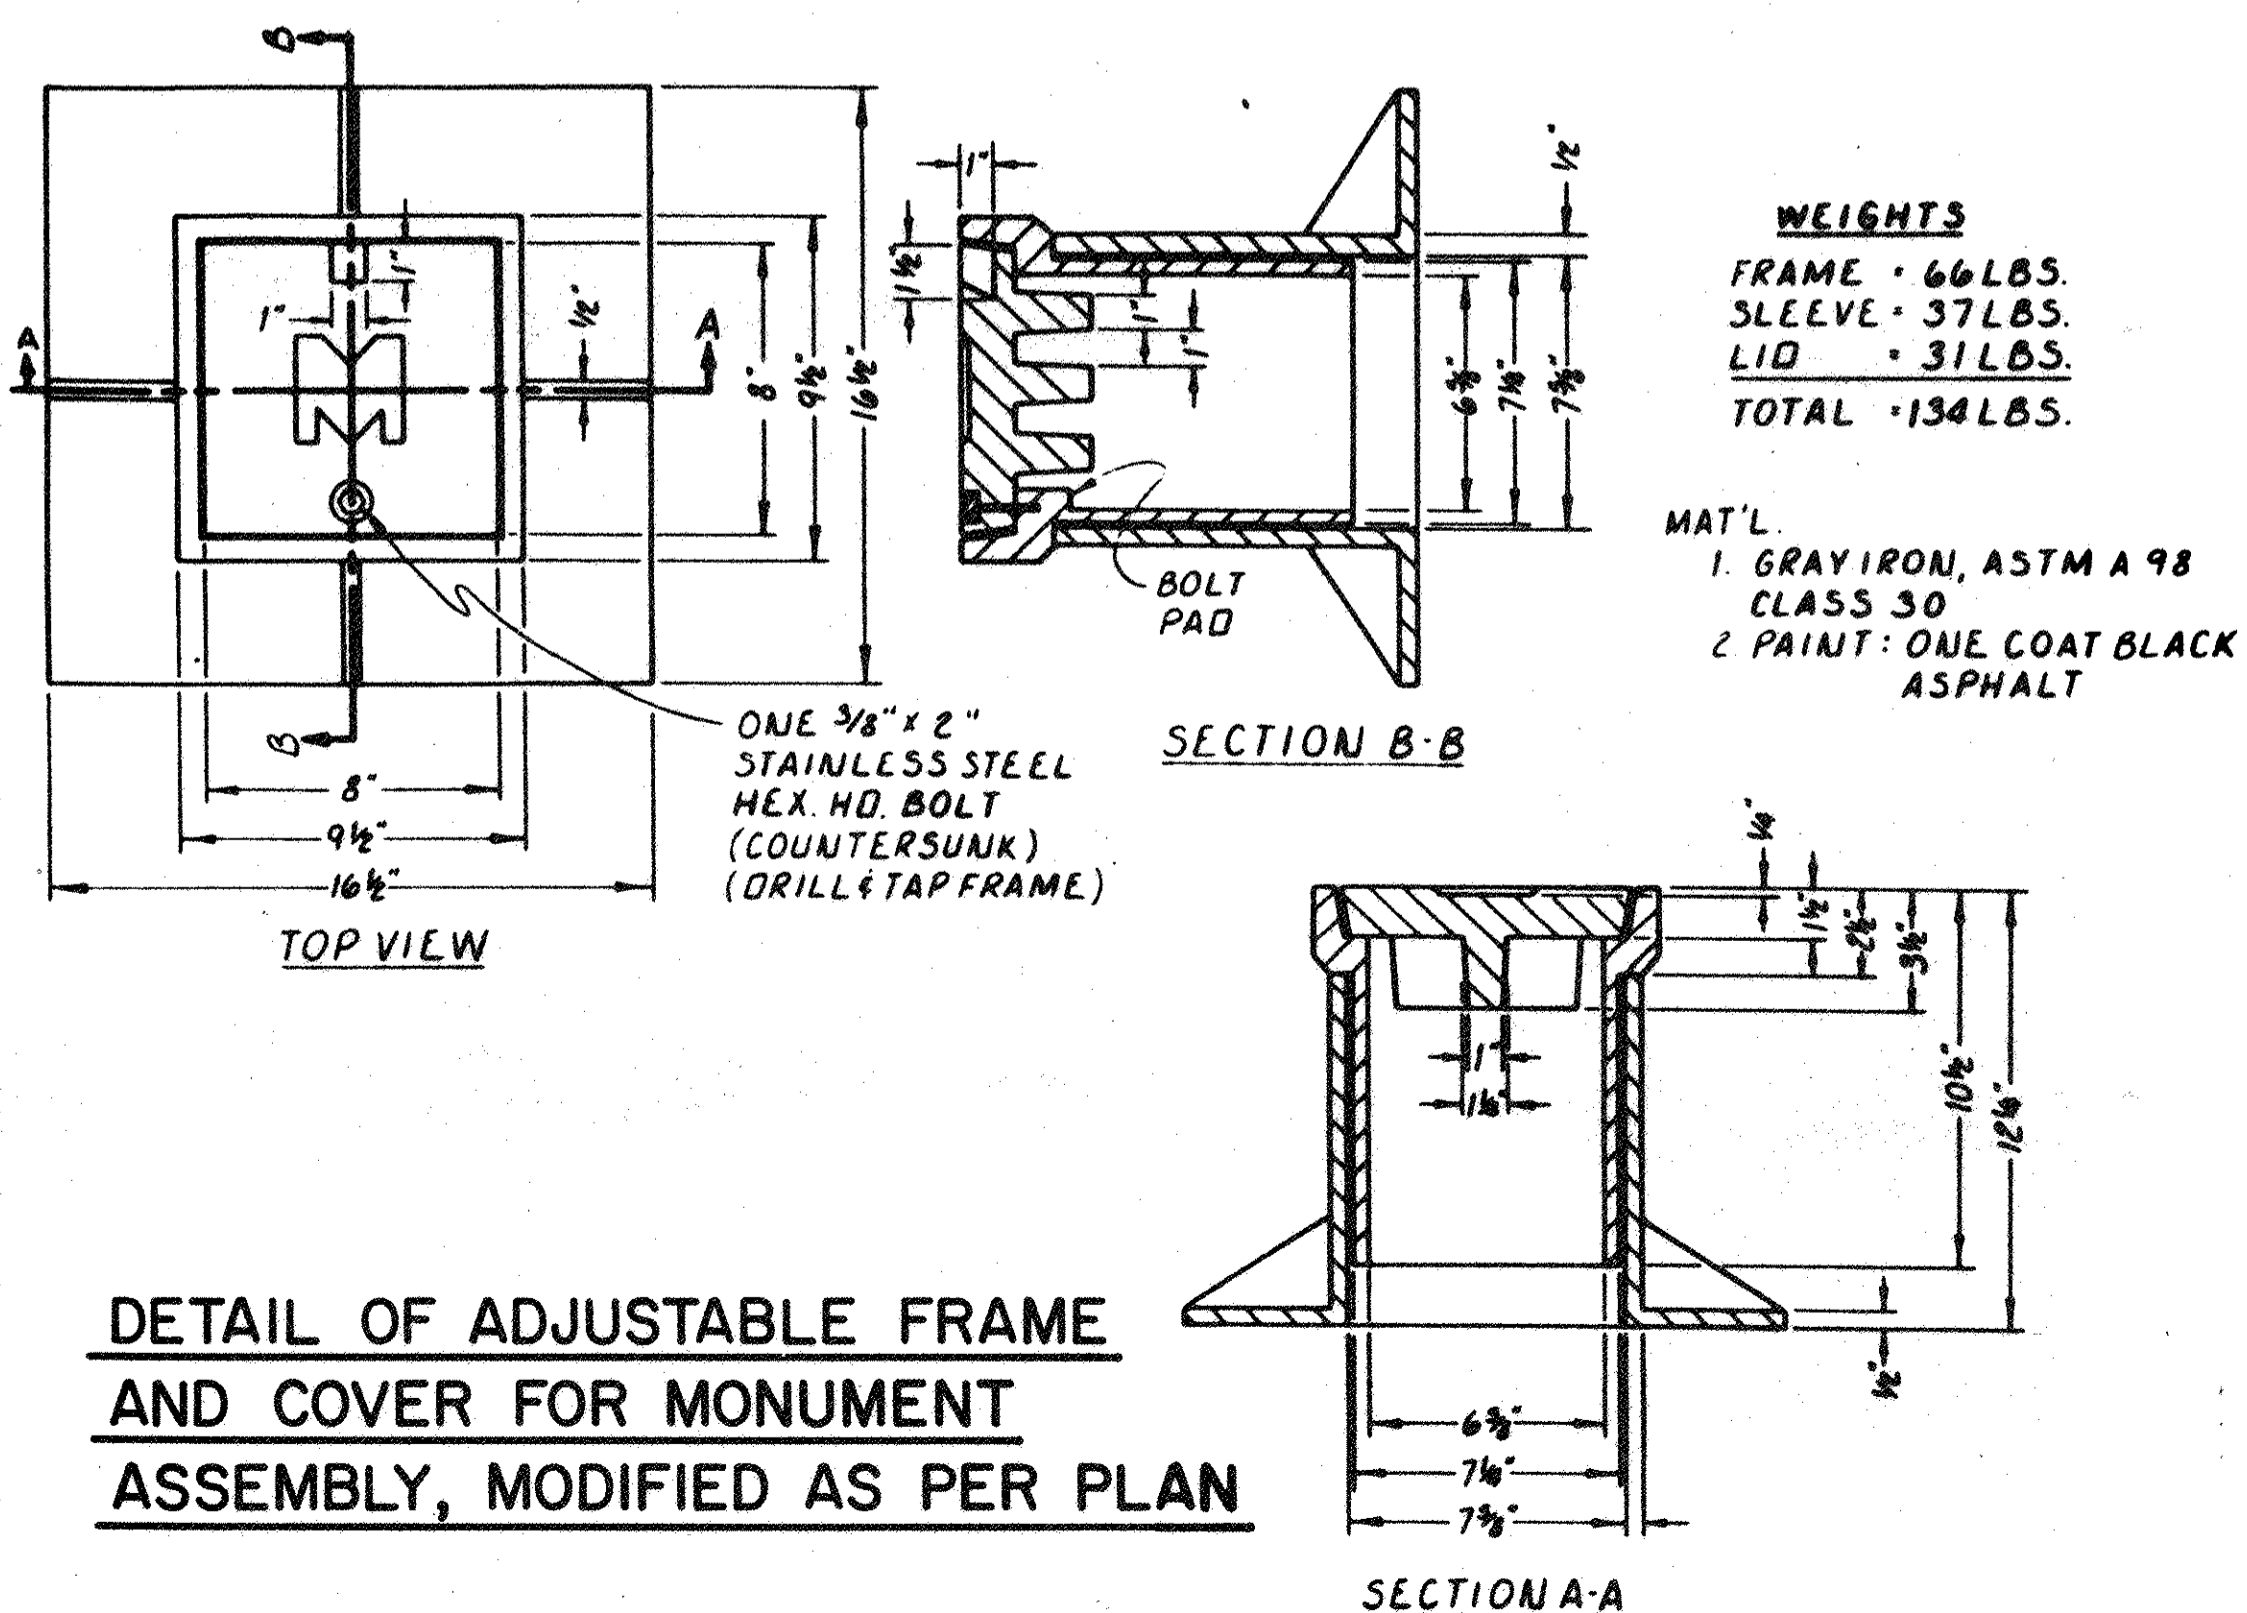 B
A
A
B
1"
1"
1/2"
8"
9 1/2"
16 1/2"
8"
9 1/2"
16 1/2"
TOP VIEW
ONE 3/8" x 2"
STAINLESS STEEL
HEX. HD. BOLT
(COUNTERSUNK)
(DRILL & TAP FRAME)
1"
1 1/2"
1"
1"
1/2"
6 3/8"
7 1/8"
7 3/8"
BOLT
PAD
SECTION B-B
WEIGHTS
FRAME = 66 LBS.
SLEEVE = 37 LBS.
LID = 31 LBS.
TOTAL = 134 LBS.
MAT'L.
1. GRAY IRON, ASTM A 98
CLASS 30
2 PAINT: ONE COAT BLACK
ASPHALT
1 1/2"
2 1/2"
3 1/2"
10 1/2"
12 1/8"
1"
1 1/8"
1/2"
6 3/8"
7 1/8"
7 3/8"
SECTION A-A
DETAIL OF ADJUSTABLE FRAME
AND COVER FOR MONUMENT
ASSEMBLY, MODIFIED AS PER PLAN